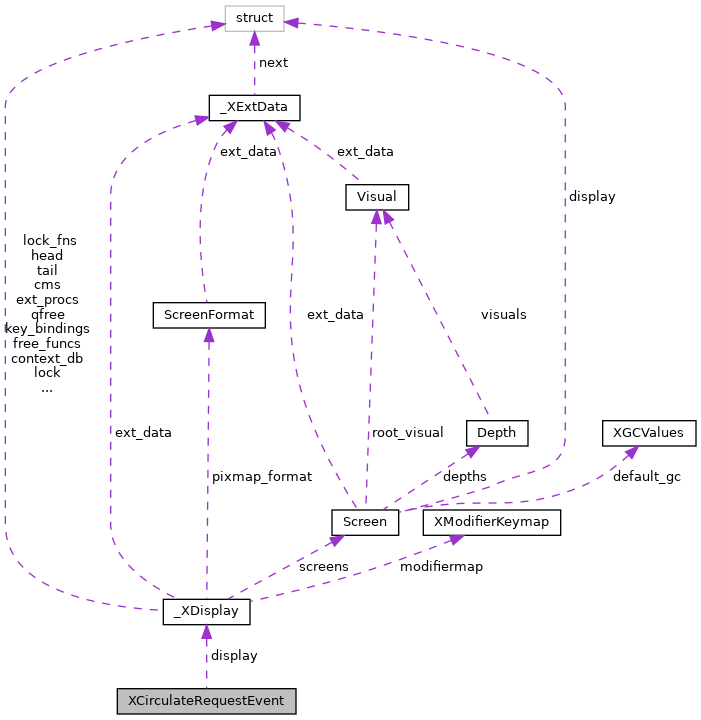 struct
next
_XExtData
ext_data
ext_data
Visual
display
lock_fns
head
tail
cms
ext_procs
qfree
key_bindings
free_funcs
context_db
lock
...
ScreenFormat
ext_data
visuals
ext_data
root_visual
Depth
XGCValues
pixmap_format
depths
default_gc
Screen
XModifierKeymap
screens
modifiermap
_XDisplay
display
XCirculateRequestEvent